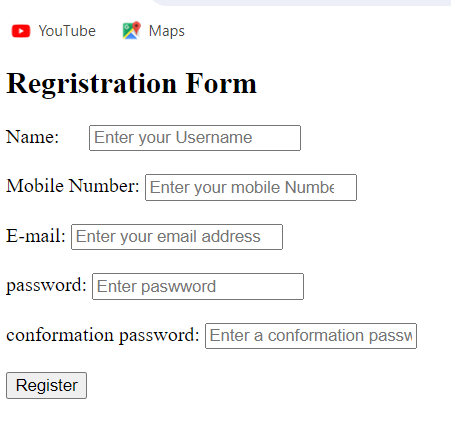 YouTube Maps
Regristration Form
Name: Enter your Username
Mobile Number: Enter your mobile Numbe
E-mail: Enter your email address
password: Enter paswword
conformation password: Enter a conformation passw
Register